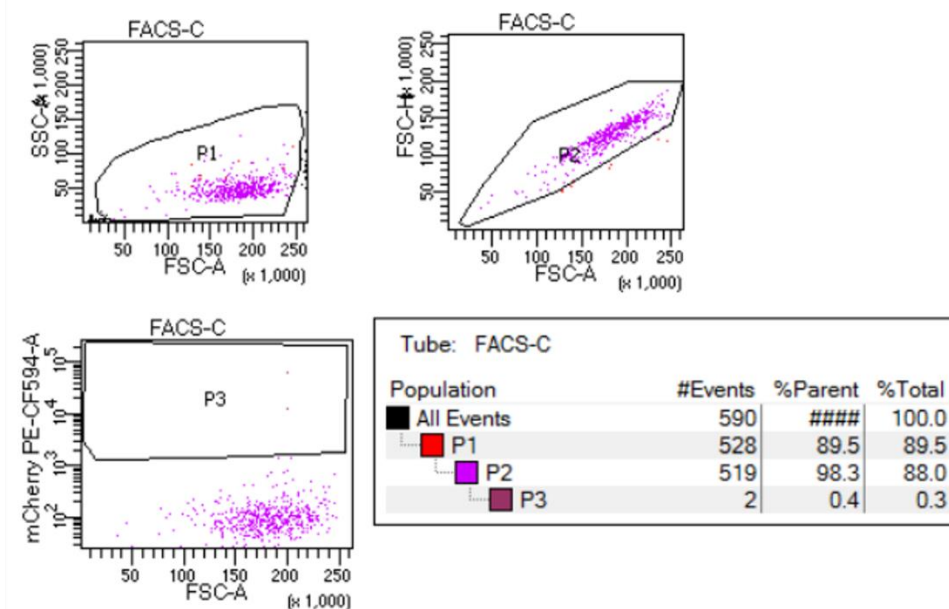 FACS-C
SSC-A (x 1,000)
250
200
150
100
50
P1
50 100 150 200 250
FSC-A
(x 1,000)
FACS-C
FSC-H (x 1,000)
250
200
150
100
50
P2
50 100 150 200 250
FSC-A
(x 1,000)
FACS-C
mCherry PE-CF594-A
10^5
10^4
10^3
10^2
P3
50 100 150 200 250
FSC-A
(x 1,000)
Tube: FACS-C
Population #Events %Parent %Total
All Events 590 #### 100.0
P1 528 89.5 89.5
P2 519 98.3 88.0
P3 2 0.4 0.3